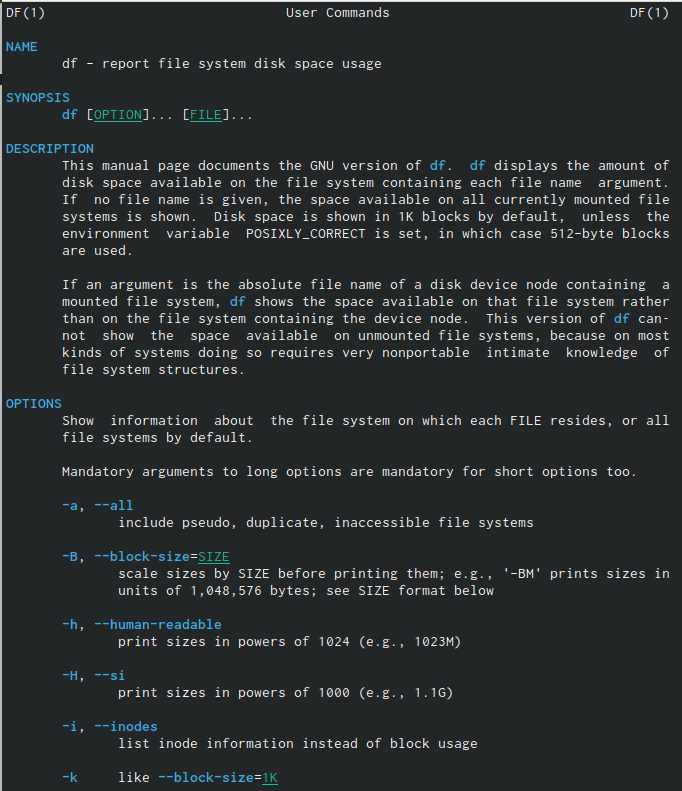 DF(1) User Commands DF(1)
NAME
df - report file system disk space usage
SYNOPSIS
df [OPTION]... [FILE]...
DESCRIPTION
This manual page documents the GNU version of df. df displays the amount of
disk space available on the file system containing each file name argument.
If no file name is given, the space available on all currently mounted file
systems is shown. Disk space is shown in 1K blocks by default, unless the
environment variable POSIXLY_CORRECT is set, in which case 512-byte blocks
are used.
If an argument is the absolute file name of a disk device node containing a
mounted file system, df shows the space available on that file system rather
than on the file system containing the device node. This version of df can-
not show the space available on unmounted file systems, because on most
kinds of systems doing so requires very nonportable intimate knowledge of
file system structures.
OPTIONS
Show information about the file system on which each FILE resides, or all
file systems by default.
Mandatory arguments to long options are mandatory for short options too.
-a, --all
include pseudo, duplicate, inaccessible file systems
-B, --block-size=SIZE
scale sizes by SIZE before printing them; e.g., '-BM' prints sizes in
units of 1,048,576 bytes; see SIZE format below
-h, --human-readable
print sizes in powers of 1024 (e.g., 1023M)
-H, --si
print sizes in powers of 1000 (e.g., 1.1G)
-i, --inodes
list inode information instead of block usage
-k like --block-size=1K